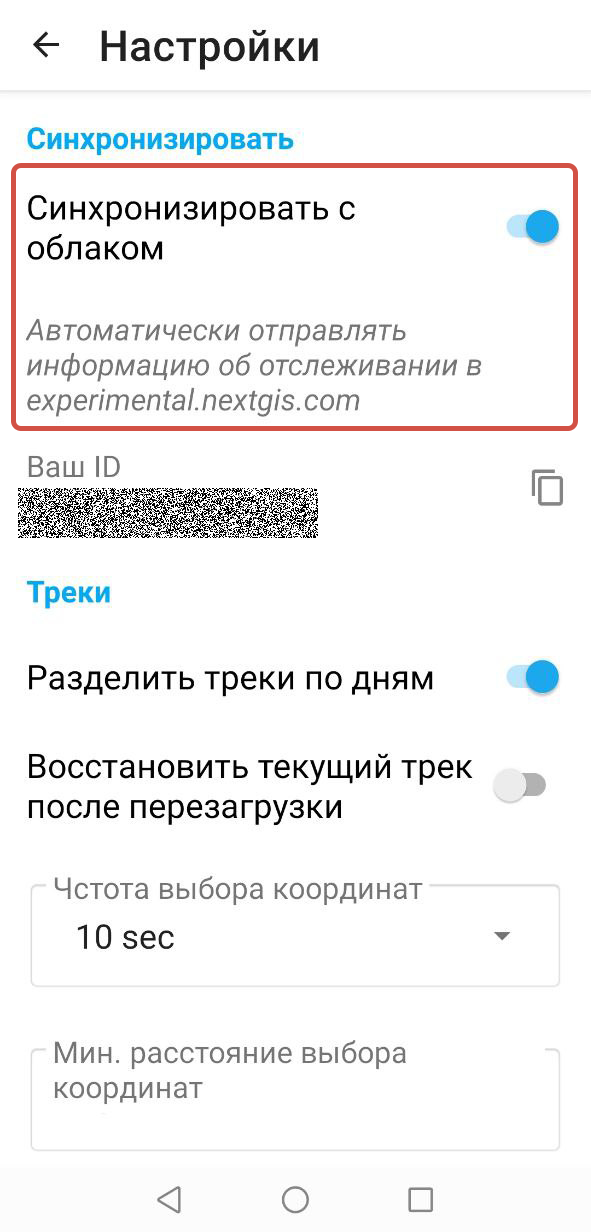 Настройки
Синхронизировать
Синхронизировать с
облаком
Автоматически отправлять
информацию об отслеживании в
experimental.nextgis.com
Ваш ID
Треки
Разделить треки по дням
Восстановить текущий трек
после перезагрузки
Чстота выбора координат
10 sec
Мин. расстояние выбора
координат